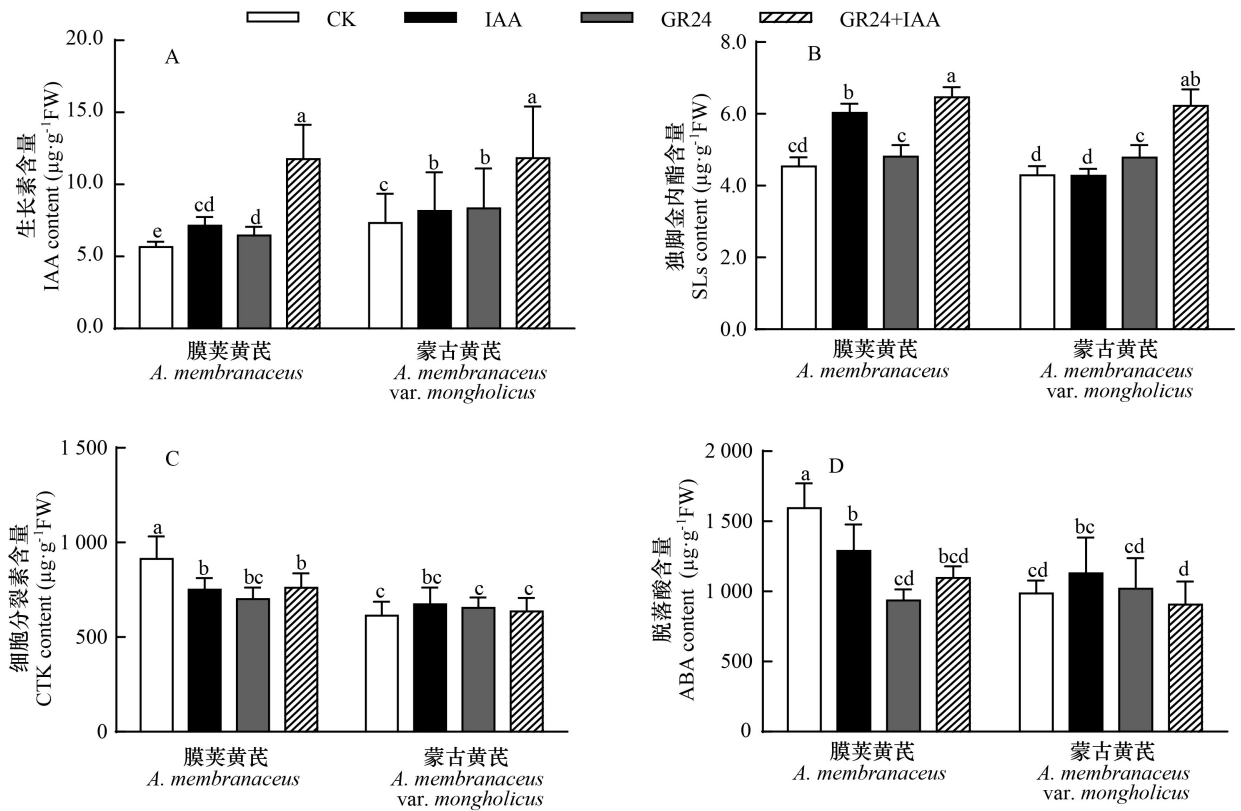 CK IAA GR24 GR24+IAA
A
生长素含量
IAA content (μg·g⁻¹FW)
20.0
15.0
10.0
5.0
0.0
e cd d a c b b a
膜荚黄芪
A. membranaceus
蒙古黄芪
A. membranaceus
var. mongholicus
B
独脚金内酯含量
SLs content (μg·g⁻¹FW)
8.0
6.0
4.0
2.0
0.0
cd b c a d d c ab
膜荚黄芪
A. membranaceus
蒙古黄芪
A. membranaceus
var. mongholicus
C
细胞分裂素含量
CTK content (μg·g⁻¹FW)
1 500
1 000
500
0
a b bc b c bc c c
膜荚黄芪
A. membranaceus
蒙古黄芪
A. membranaceus
var. mongholicus
D
脱落酸含量
ABA content (μg·g⁻¹FW)
2 000
1 500
1 000
500
0
a b cd bcd cd bc cd d
膜荚黄芪
A. membranaceus
蒙古黄芪
A. membranaceus
var. mongholicus